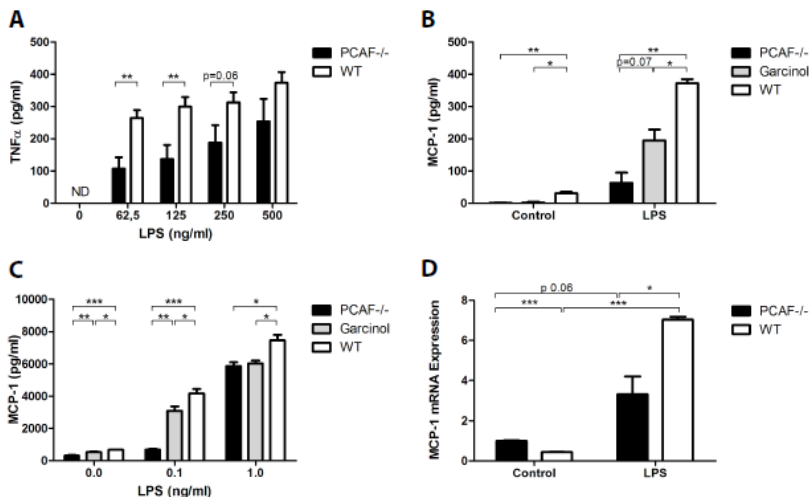 A
500
400
300
200
100
0
TNFα
(pg/ml)
ND
**
**
p=0.06
0 62,5 125 250 500
LPS (ng/ml)
PCAF-/-
WT
B
500
400
300
200
100
0
MCP-1
(pg/ml)
**
*
**
p=0.07 *
Control LPS
PCAF-/-
Garcinol
WT
C
10000
8000
6000
4000
2000
0
MCP-1
(pg/ml)
***
** *
***
** *
*
*
0.0 0.1 1.0
LPS (ng/ml)
PCAF-/-
Garcinol
WT
D
8
6
4
2
0
MCP-1 mRNA Expression
p 0.06 *
*** ***
Control LPS
PCAF-/-
WT